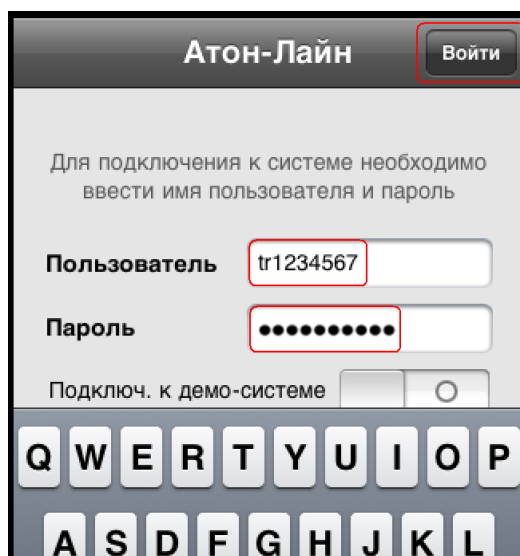 Атон-Лайн
Войти
Для подключения к системе необходимо
ввести имя пользователя и пароль
Пользователь tr1234567
Пароль ●●●●●●●●●●
Подключ. к демо-системе
Q W E R T Y U I O P
A S D F G H J K L